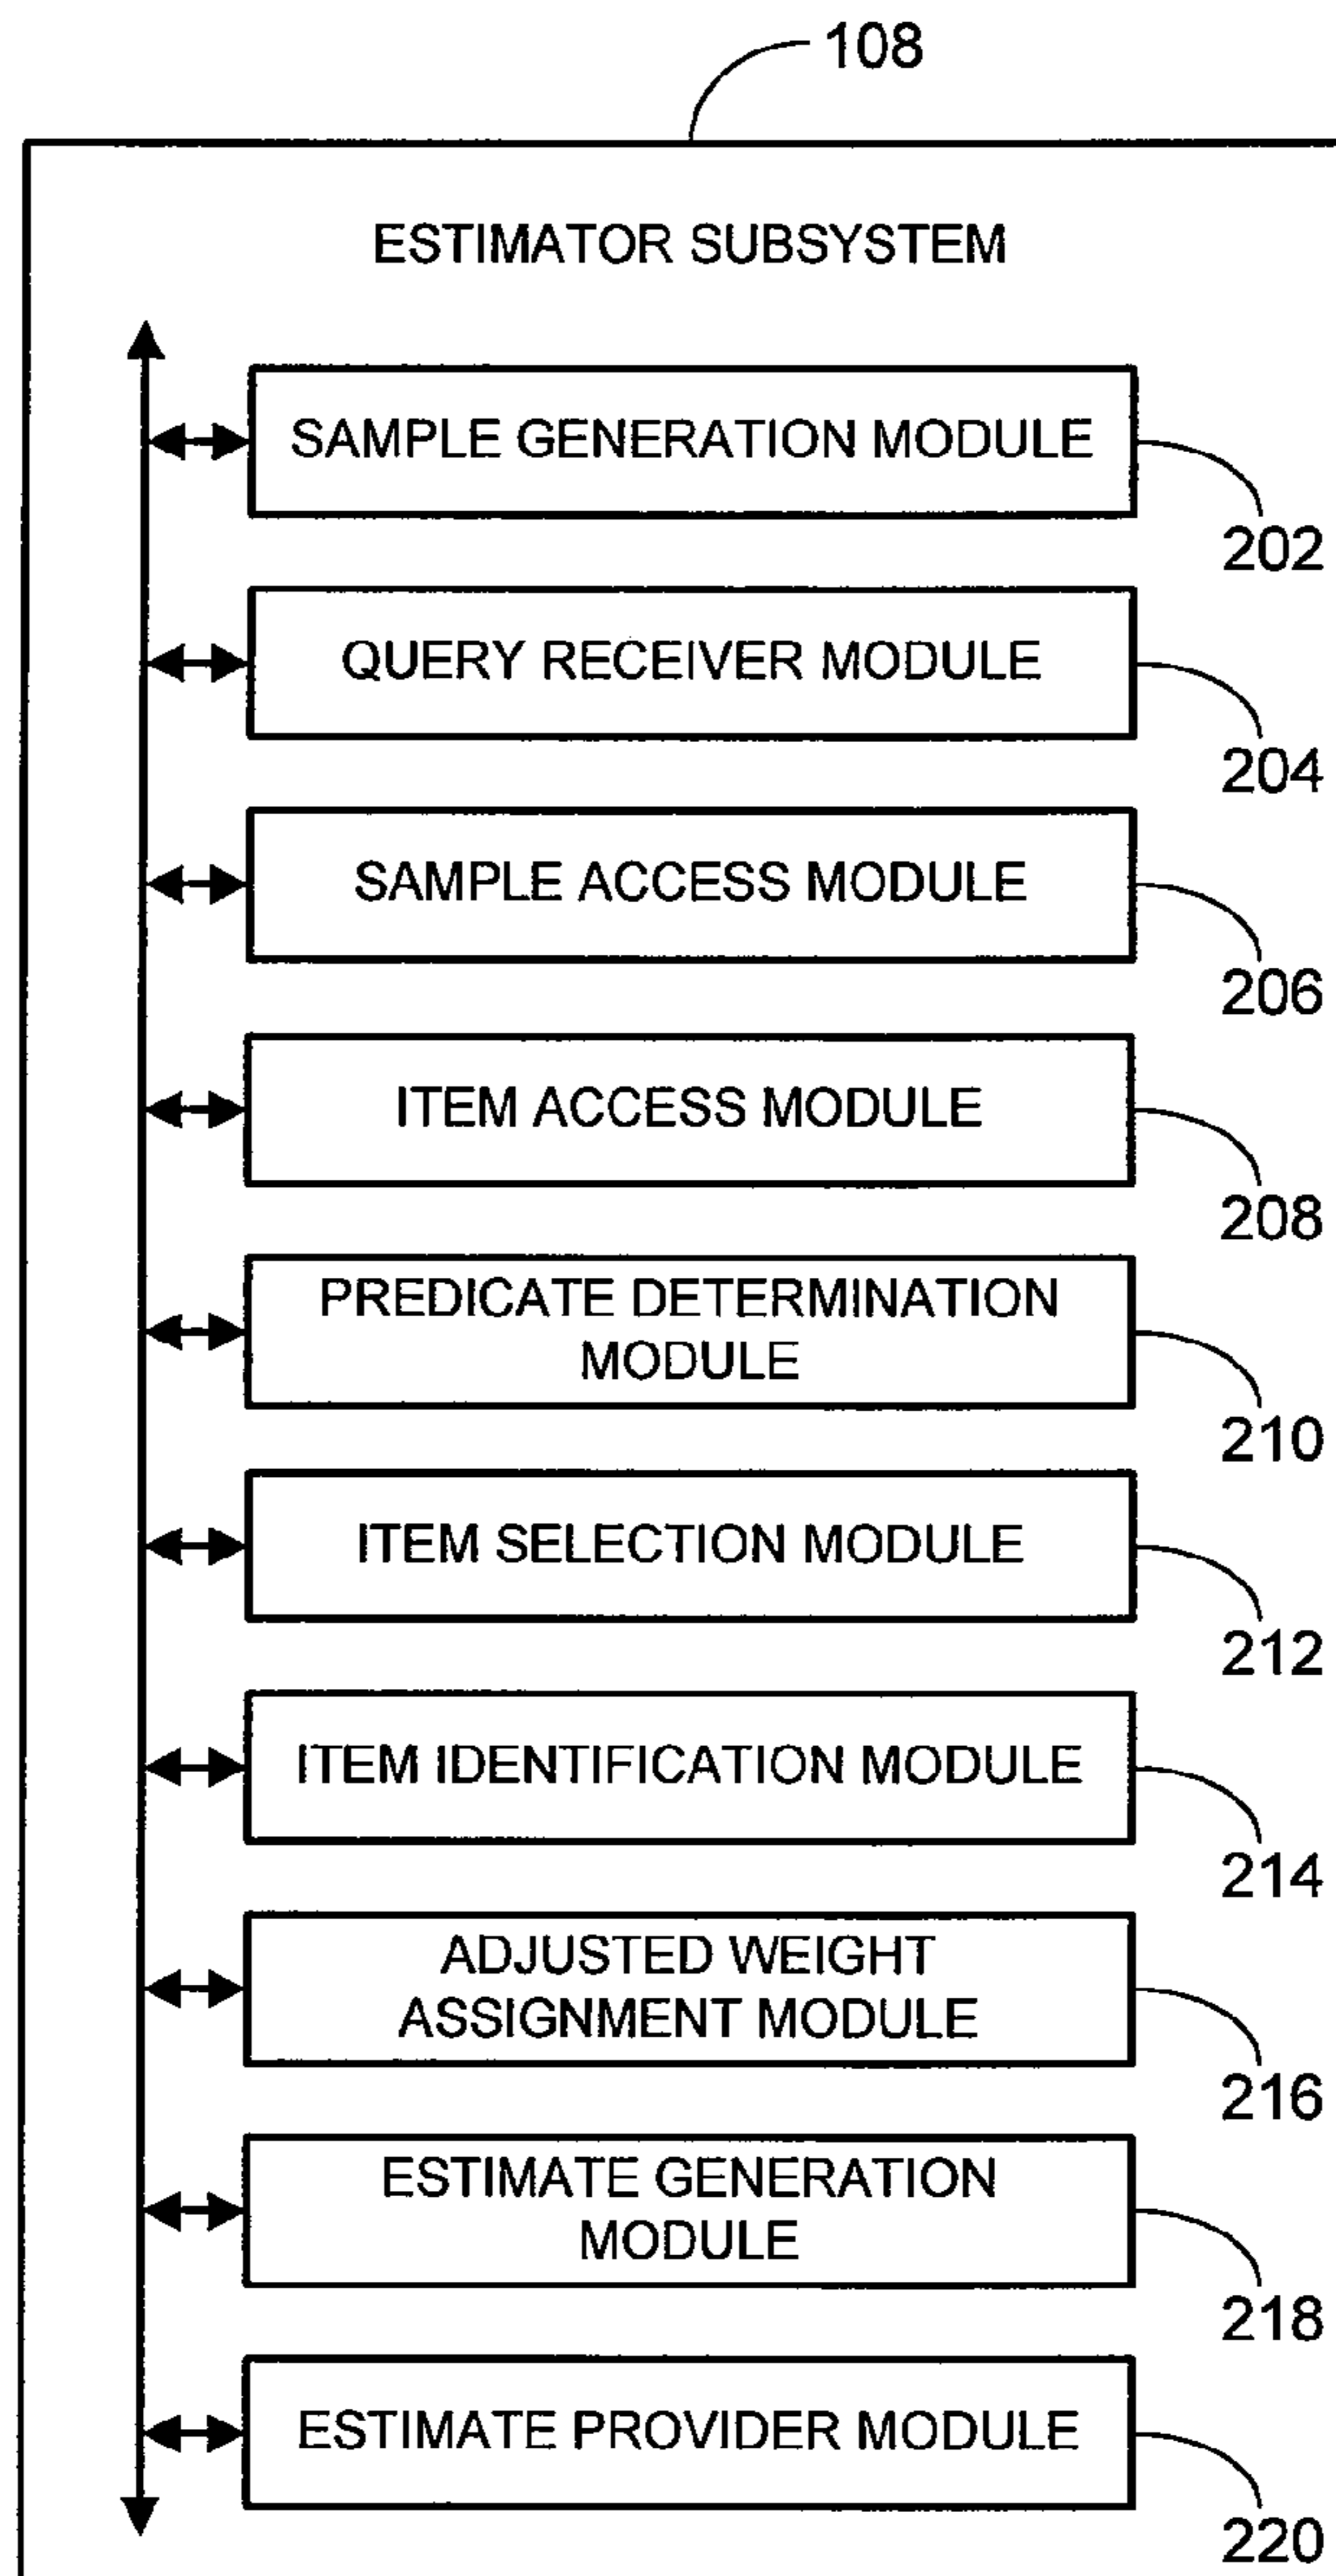 108
ESTIMATOR SUBSYSTEM
SAMPLE GENERATION MODULE
202
QUERY RECEIVER MODULE
204
SAMPLE ACCESS MODULE
206
ITEM ACCESS MODULE
208
PREDICATE DETERMINATION
MODULE
210
ITEM SELECTION MODULE
212
ITEM IDENTIFICATION MODULE
214
ADJUSTED WEIGHT
ASSIGNMENT MODULE
216
ESTIMATE GENERATION
MODULE
218
ESTIMATE PROVIDER MODULE
220